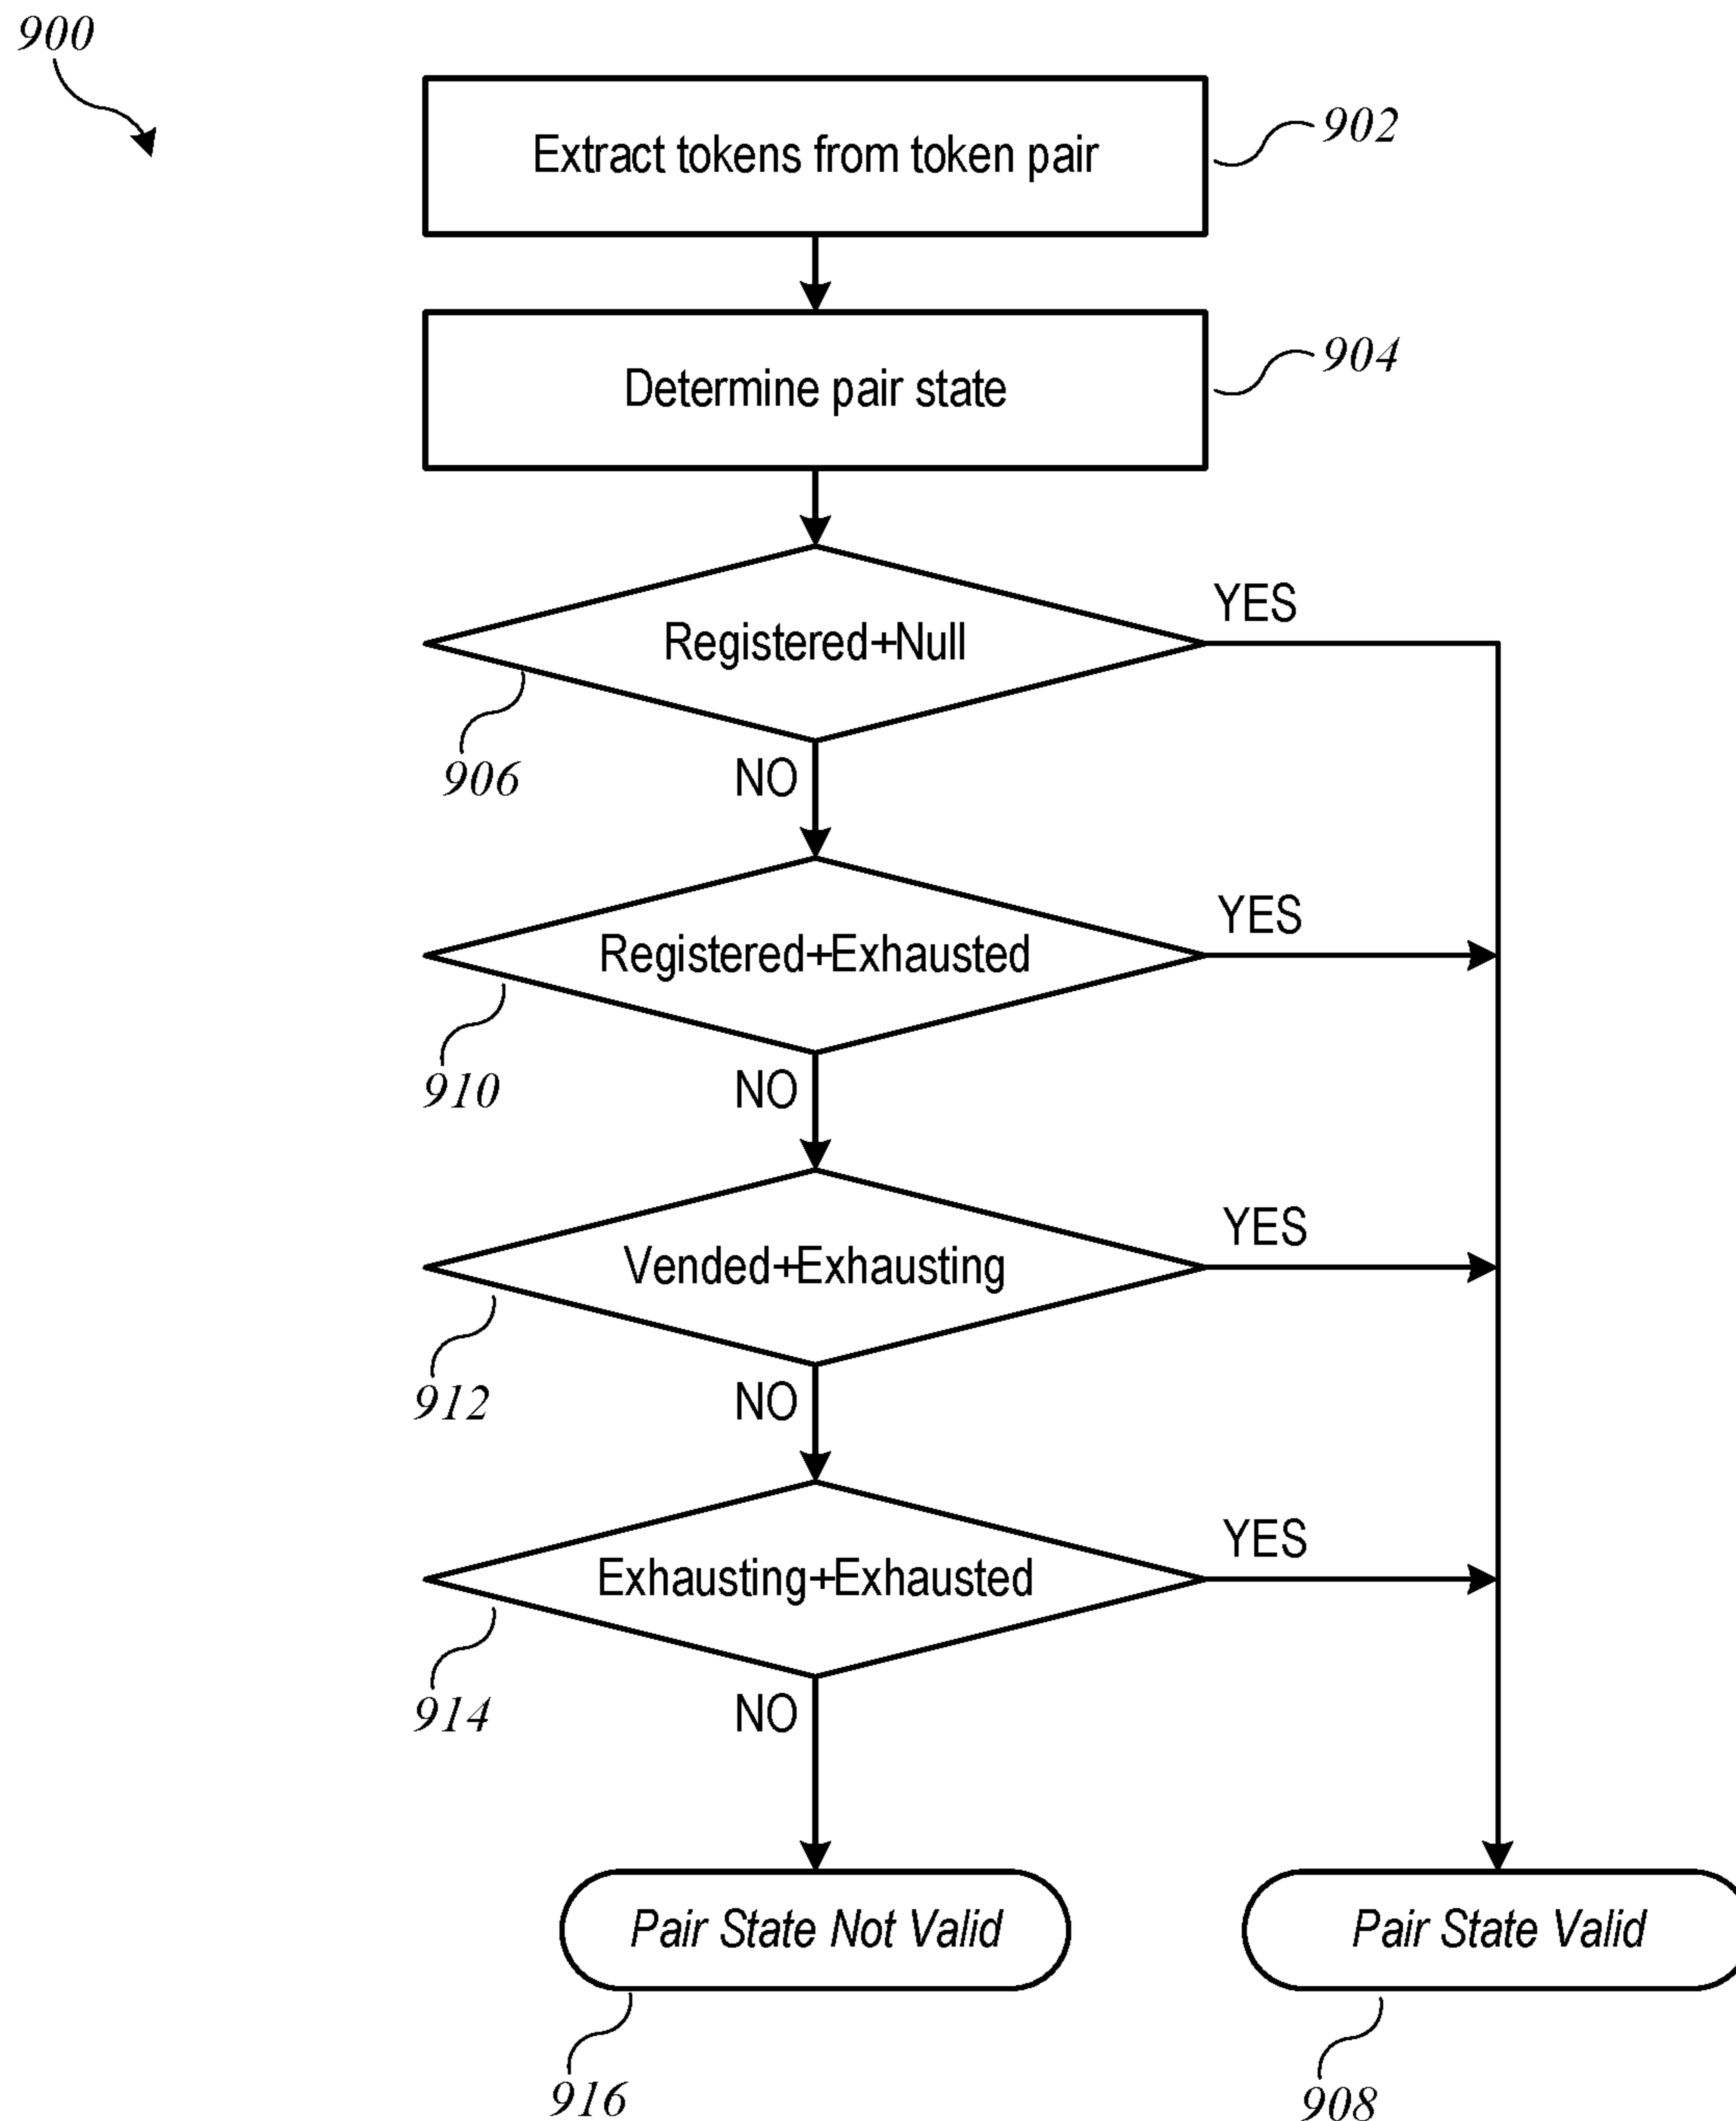 900
Extract tokens from token pair
902
Determine pair state
904
Registered+Null
YES
906
NO
Registered+Exhausted
YES
910
NO
Vended+Exhausting
YES
912
NO
Exhausting+Exhausted
YES
914
NO
Pair State Not Valid
Pair State Valid
916
908